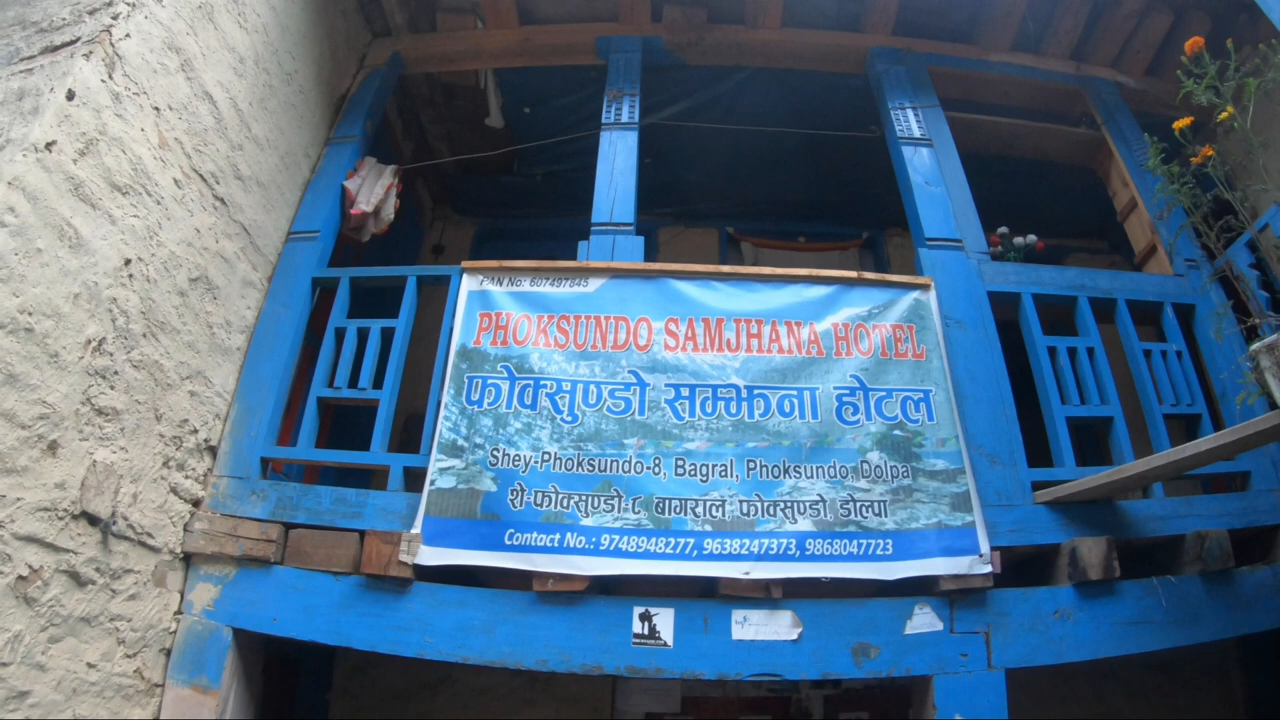 PAN No: 607497845
PHOKSUNDO SAMJHANA HOTEL
फोक्सुण्डो सम्झना होटल
Shey-Phoksundo-8, Bagral, Phoksundo, Dolpa
शे-फोक्सुण्डो-८, बागराल, फोक्सुण्डो, डोल्पा
Contact No.: 9748948277, 9638247373, 9868047723